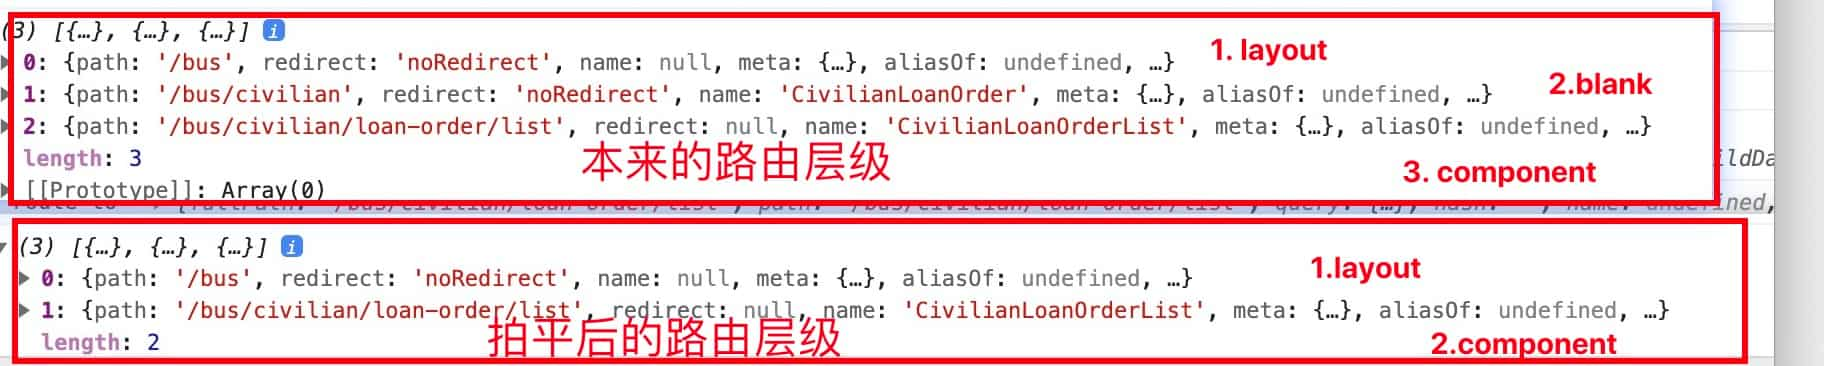 (3) [{…}, {…}, {…}] i
0: {path: '/bus', redirect: 'noRedirect', name: null, meta: {…}, aliasOf: undefined, …}
1. layout
1: {path: '/bus/civilian', redirect: 'noRedirect', name: 'CivilianLoanOrder', meta: {…}, aliasOf: undefined, …}
2.blank
2: {path: '/bus/civilian/loan-order/list', redirect: null, name: 'CivilianLoanOrderList', meta: {…}, aliasOf: undefined, …}
length: 3
本来的路由层级
ildDa
3. component
[[Prototype]]: Array(0)
(3) [{…}, {…}, {…}] i
0: {path: '/bus', redirect: 'noRedirect', name: null, meta: {…}, aliasOf: undefined, …}
1.layout
1: {path: '/bus/civilian/loan-order/list', redirect: null, name: 'CivilianLoanOrderList', meta: {…}, aliasOf: undefined, …}
length: 2
拍平后的路由层级
2.component